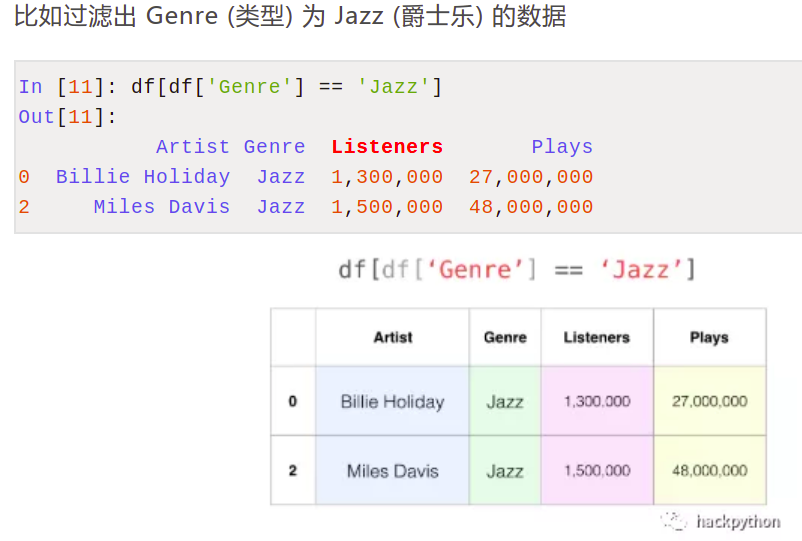 比如过滤出 Genre (类型) 为 Jazz (爵士乐) 的数据
In [11]: df[df['Genre'] == 'Jazz']
Out[11]:
Artist Genre Listeners Plays
0 Billie Holiday Jazz 1,300,000 27,000,000
2 Miles Davis Jazz 1,500,000 48,000,000
df[df[‘Genre’] == ‘Jazz’]
Artist Genre Listeners Plays
0 Billie Holiday Jazz 1,300,000 27,000,000
2 Miles Davis Jazz 1,500,000 48,000,000
hackpython